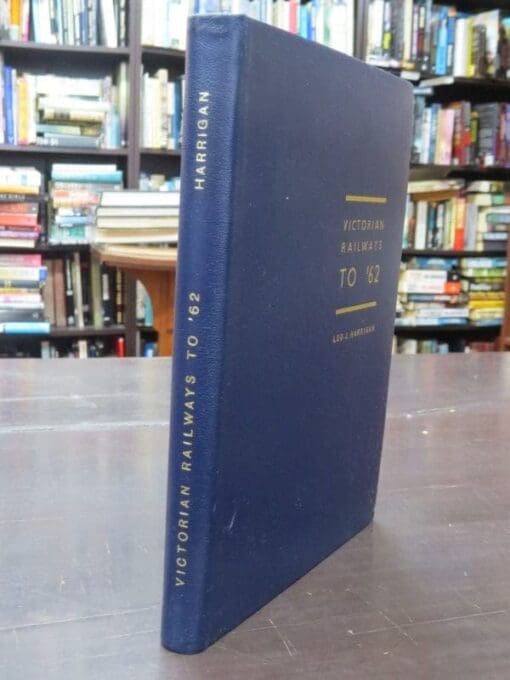 HARRIGAN
VICTORIAN RAILWAYS TO '62
VICTORIAN
RAILWAYS
TO '62
LEO J. HARRIGAN